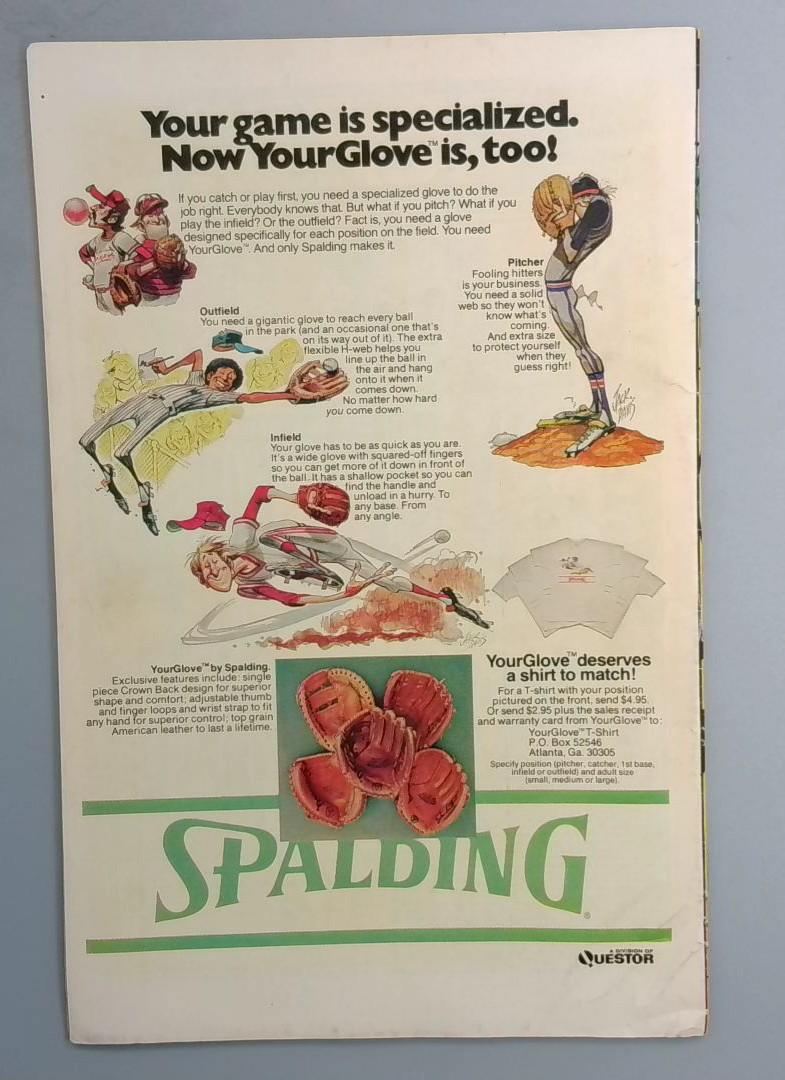 Your game is specialized.
Now YourGlove™ is, too!
If you catch or play first, you need a specialized glove to do the
job right. Everybody knows that. But what if you pitch? What if you
play the infield? Or the outfield? Fact is, you need a glove
designed specifically for each position on the field. You need
YourGlove™. And only Spalding makes it.
Pitcher
Fooling hitters
is your business.
You need a solid
web so they won't
know what's
coming.
And extra size
to protect yourself
when they
guess right!
JACK
DAVIS
Outfield
You need a gigantic glove to reach every ball
in the park (and an occasional one that's
on its way out of it). The extra
flexible H-web helps you
line up the ball in
the air and hang
onto it when it
comes down.
No matter how hard
you come down.
Infield
Your glove has to be as quick as you are.
It's a wide glove with squared-off fingers
so you can get more of it down in front of
the ball. It has a shallow pocket so you can
find the handle and
unload in a hurry. To
any base. From
any angle.
YourGlove™ by Spalding.
Exclusive features include: single
piece Crown Back design for superior
shape and comfort; adjustable thumb
and finger loops and wrist strap to fit
any hand for superior control; top grain
American leather to last a lifetime.
YourGlove™ deserves
a shirt to match!
For a T-shirt with your position
pictured on the front, send $4.95.
Or send $2.95 plus the sales receipt
and warranty card from YourGlove™ to:
YourGlove™ T-Shirt
P.O. Box 52546
Atlanta, Ga. 30305
Specify position (pitcher, catcher, 1st base,
infield or outfield) and adult size
(small, medium or large).
SPALDING®
A DIVISION OF
QUESTOR